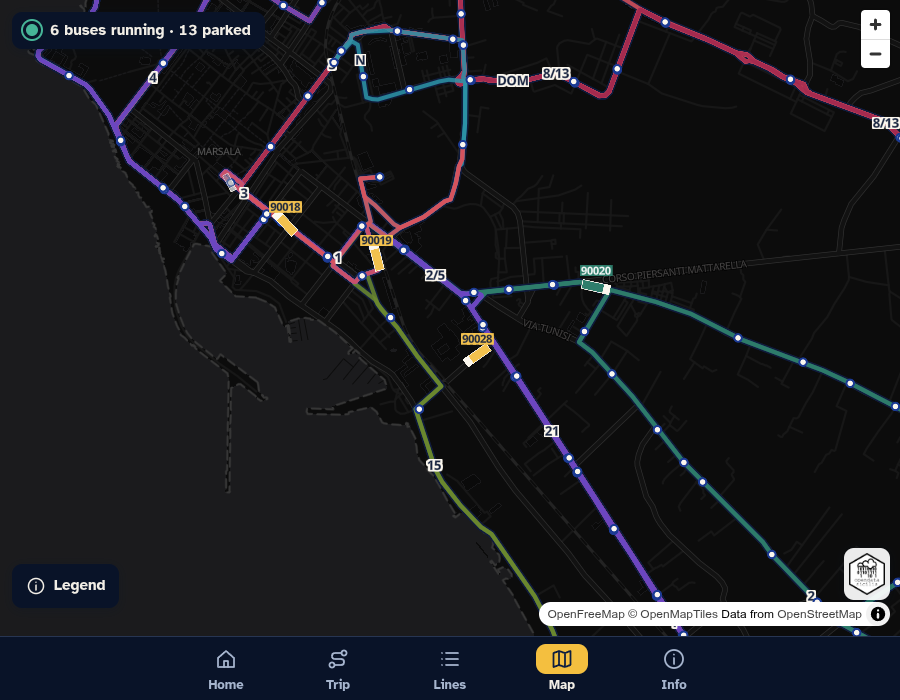 6 buses running · 13 parked
4
N
DOM
8/13
8/13
MARSALA
3
90018
90019
1
2/5
90020
CORSO PIERSANTI MATTARELLA
VIA TUNISI
90028
21
15
2
Legend
OpenFreeMap © OpenMapTiles Data from OpenStreetMap
Home
Trip
Lines
Map
Info